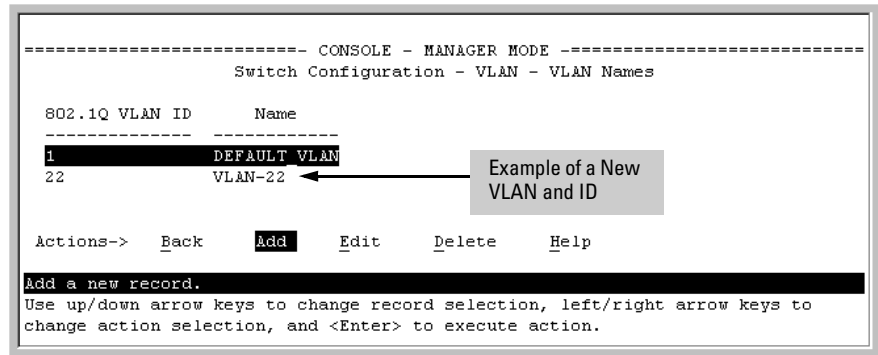 ===========================- CONSOLE - MANAGER MODE -============================
Switch Configuration - VLAN - VLAN Names
802.1Q VLAN ID Name
-------------- ------------
1 DEFAULT_VLAN
22 VLAN-22
Example of a New
VLAN and ID
Actions-> Back Add Edit Delete Help
Add a new record.
Use up/down arrow keys to change record selection, left/right arrow keys to
change action selection, and <Enter> to execute action.